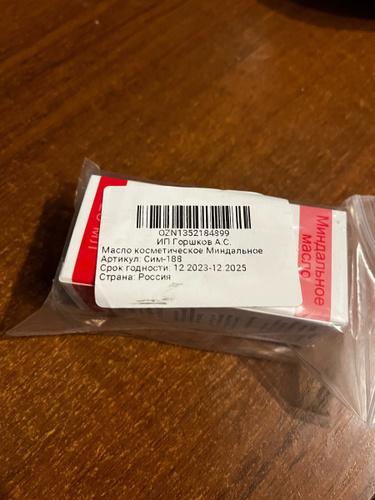 OZN1352184899
ИП Горшков А.С.
Масло косметическое Миндальное
Артикул: Сим-188
Срок годности: 12.2023-12.2025
Страна: Россия
Миндальное
масло